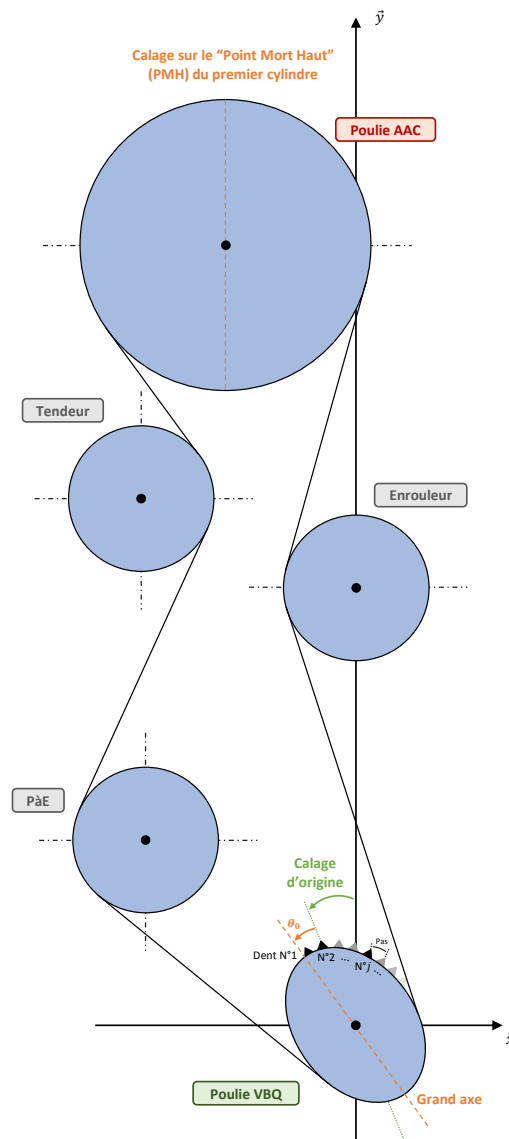 y⃗
Calage sur le “Point Mort Haut”
(PMH) du premier cylindre
Poulie AAC
Tendeur
Enrouleur
PàE
Calage
d’origine
θ₀
Pas
Dent N°1
N°2 ... N°j ...
x⃗
Poulie VBQ
Grand axe